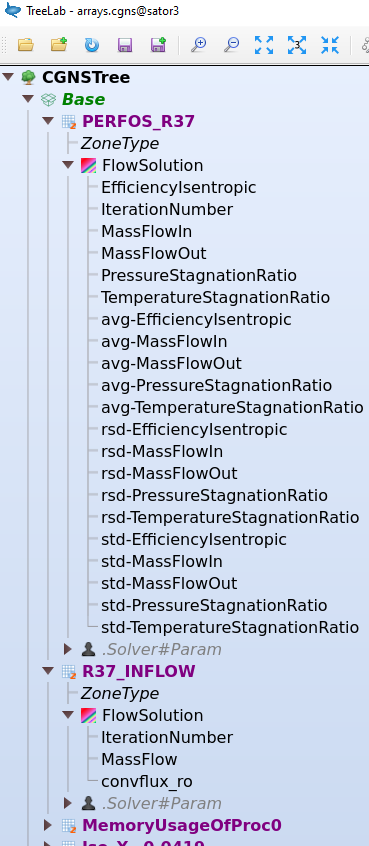 TreeLab - arrays.cgns@sator3
3
CGNSTree
Base
PERFOS_R37
ZoneType
FlowSolution
EfficiencyIsentropic
IterationNumber
MassFlowIn
MassFlowOut
PressureStagnationRatio
TemperatureStagnationRatio
avg-EfficiencyIsentropic
avg-MassFlowIn
avg-MassFlowOut
avg-PressureStagnationRatio
avg-TemperatureStagnationRatio
rsd-EfficiencyIsentropic
rsd-MassFlowIn
rsd-MassFlowOut
rsd-PressureStagnationRatio
rsd-TemperatureStagnationRatio
std-EfficiencyIsentropic
std-MassFlowIn
std-MassFlowOut
std-PressureStagnationRatio
std-TemperatureStagnationRatio
.Solver#Param
R37_INFLOW
ZoneType
FlowSolution
IterationNumber
MassFlow
convflux_ro
.Solver#Param
MemoryUsageOfProc0